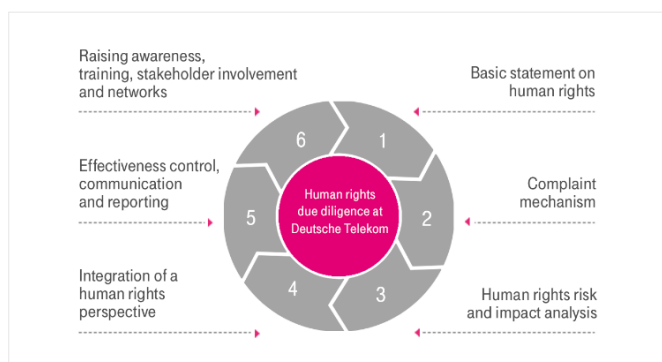 Raising awareness,
training, stakeholder involvement
and networks
Basic statement on
human rights
6
1
Effectiveness control,
communication
and reporting
Human rights
due diligence at
Deutsche Telekom
Complaint
mechanism
5
2
Integration of a
human rights
perspective
4
3
Human rights risk
and impact analysis